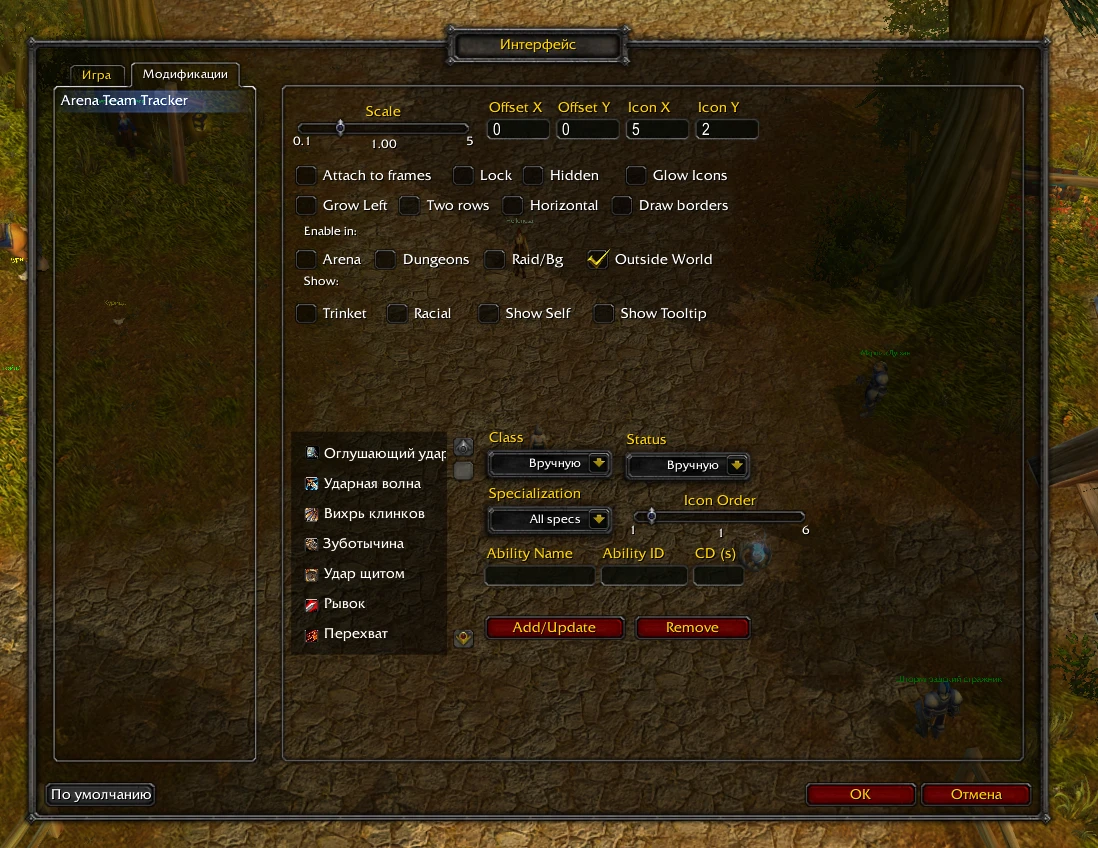 Интерфейс
Игра
Модификации
Arena Team Tracker
Scale
Offset X
Offset Y
Icon X
Icon Y
0
0
5
2
0.1
1.00
5
Attach to frames
Lock
Hidden
Glow Icons
Grow Left
Two rows
Horizontal
Draw borders
Enable in:
Arena
Dungeons
Raid/Bg
Outside World
Show:
Trinket
Racial
Show Self
Show Tooltip
Оглушающий удар
Ударная волна
Вихрь клинков
Зуботычина
Удар щитом
Рывок
Перехват
Class
Status
Вручную
Вручную
Specialization
Icon Order
All specs
1
1
6
Ability Name
Ability ID
CD (s)
Add/Update
Remove
По умолчанию
OK
Отмена